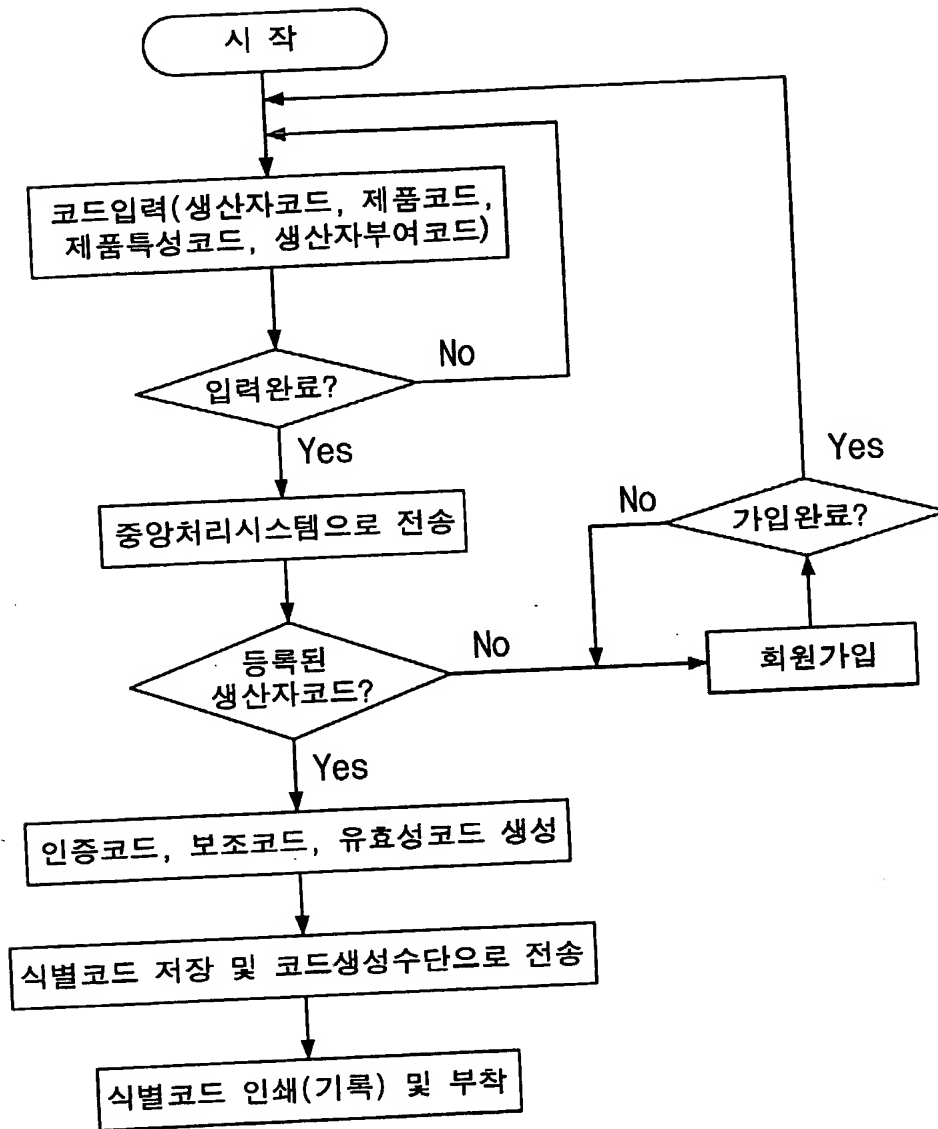 시 작
코드입력(생산자코드, 제품코드,
제품특성코드, 생산자부여코드)
입력완료?
No
Yes
중앙처리시스템으로 전송
등록된
생산자코드?
No
회원가입
가입완료?
No
Yes
Yes
인증코드, 보조코드, 유효성코드 생성
식별코드 저장 및 코드생성수단으로 전송
식별코드 인쇄(기록) 및 부착